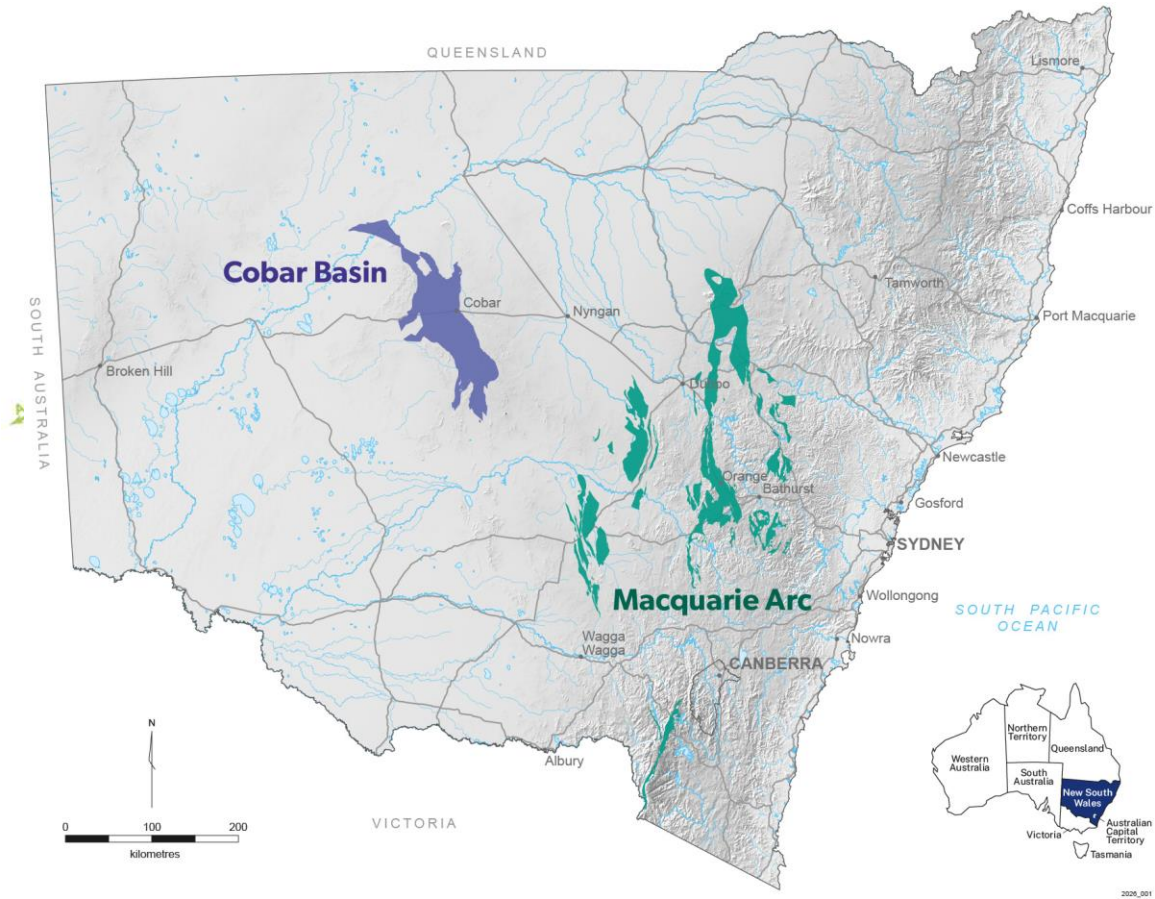 QUEENSLAND
Lismore
Coffs Harbour
Cobar Basin
Tamworth
Cobar
Nyngan
Port Macquarie
SOUTH AUSTRALIA
Broken Hill
Dubbo
Newcastle
Orange
Bathurst
Gosford
SYDNEY
Macquarie Arc
Wollongong
SOUTH PACIFIC
OCEAN
Nowra
Wagga
Wagga
CANBERRA
N
Albury
VICTORIA
0 100 200
kilometres
Northern
Territory
Queensland
Western
Australia
South
Australia
New South
Wales
Victoria
Australian
Capital
Territory
Tasmania
2026_001